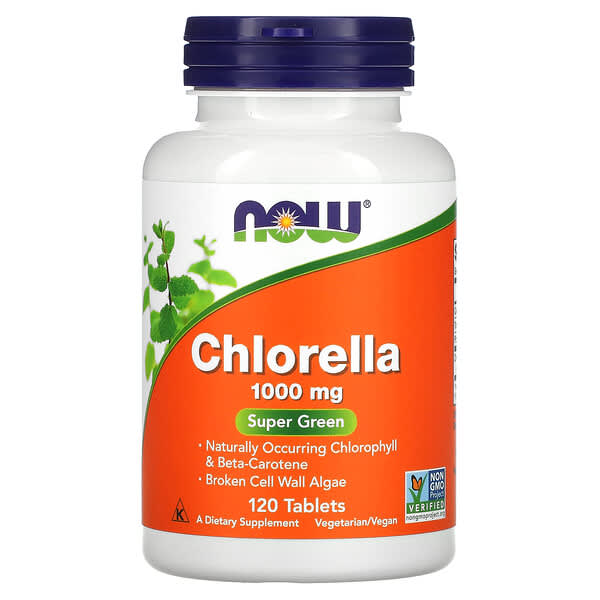 NOW®
Chlorella
1000 mg
Super Green
• Naturally Occurring Chlorophyll
& Beta-Carotene
• Broken Cell Wall Algae
120 Tablets
K
A Dietary Supplement Vegetarian/Vegan
NON
GMO
Project
VERIFIED
nongmoproject.org